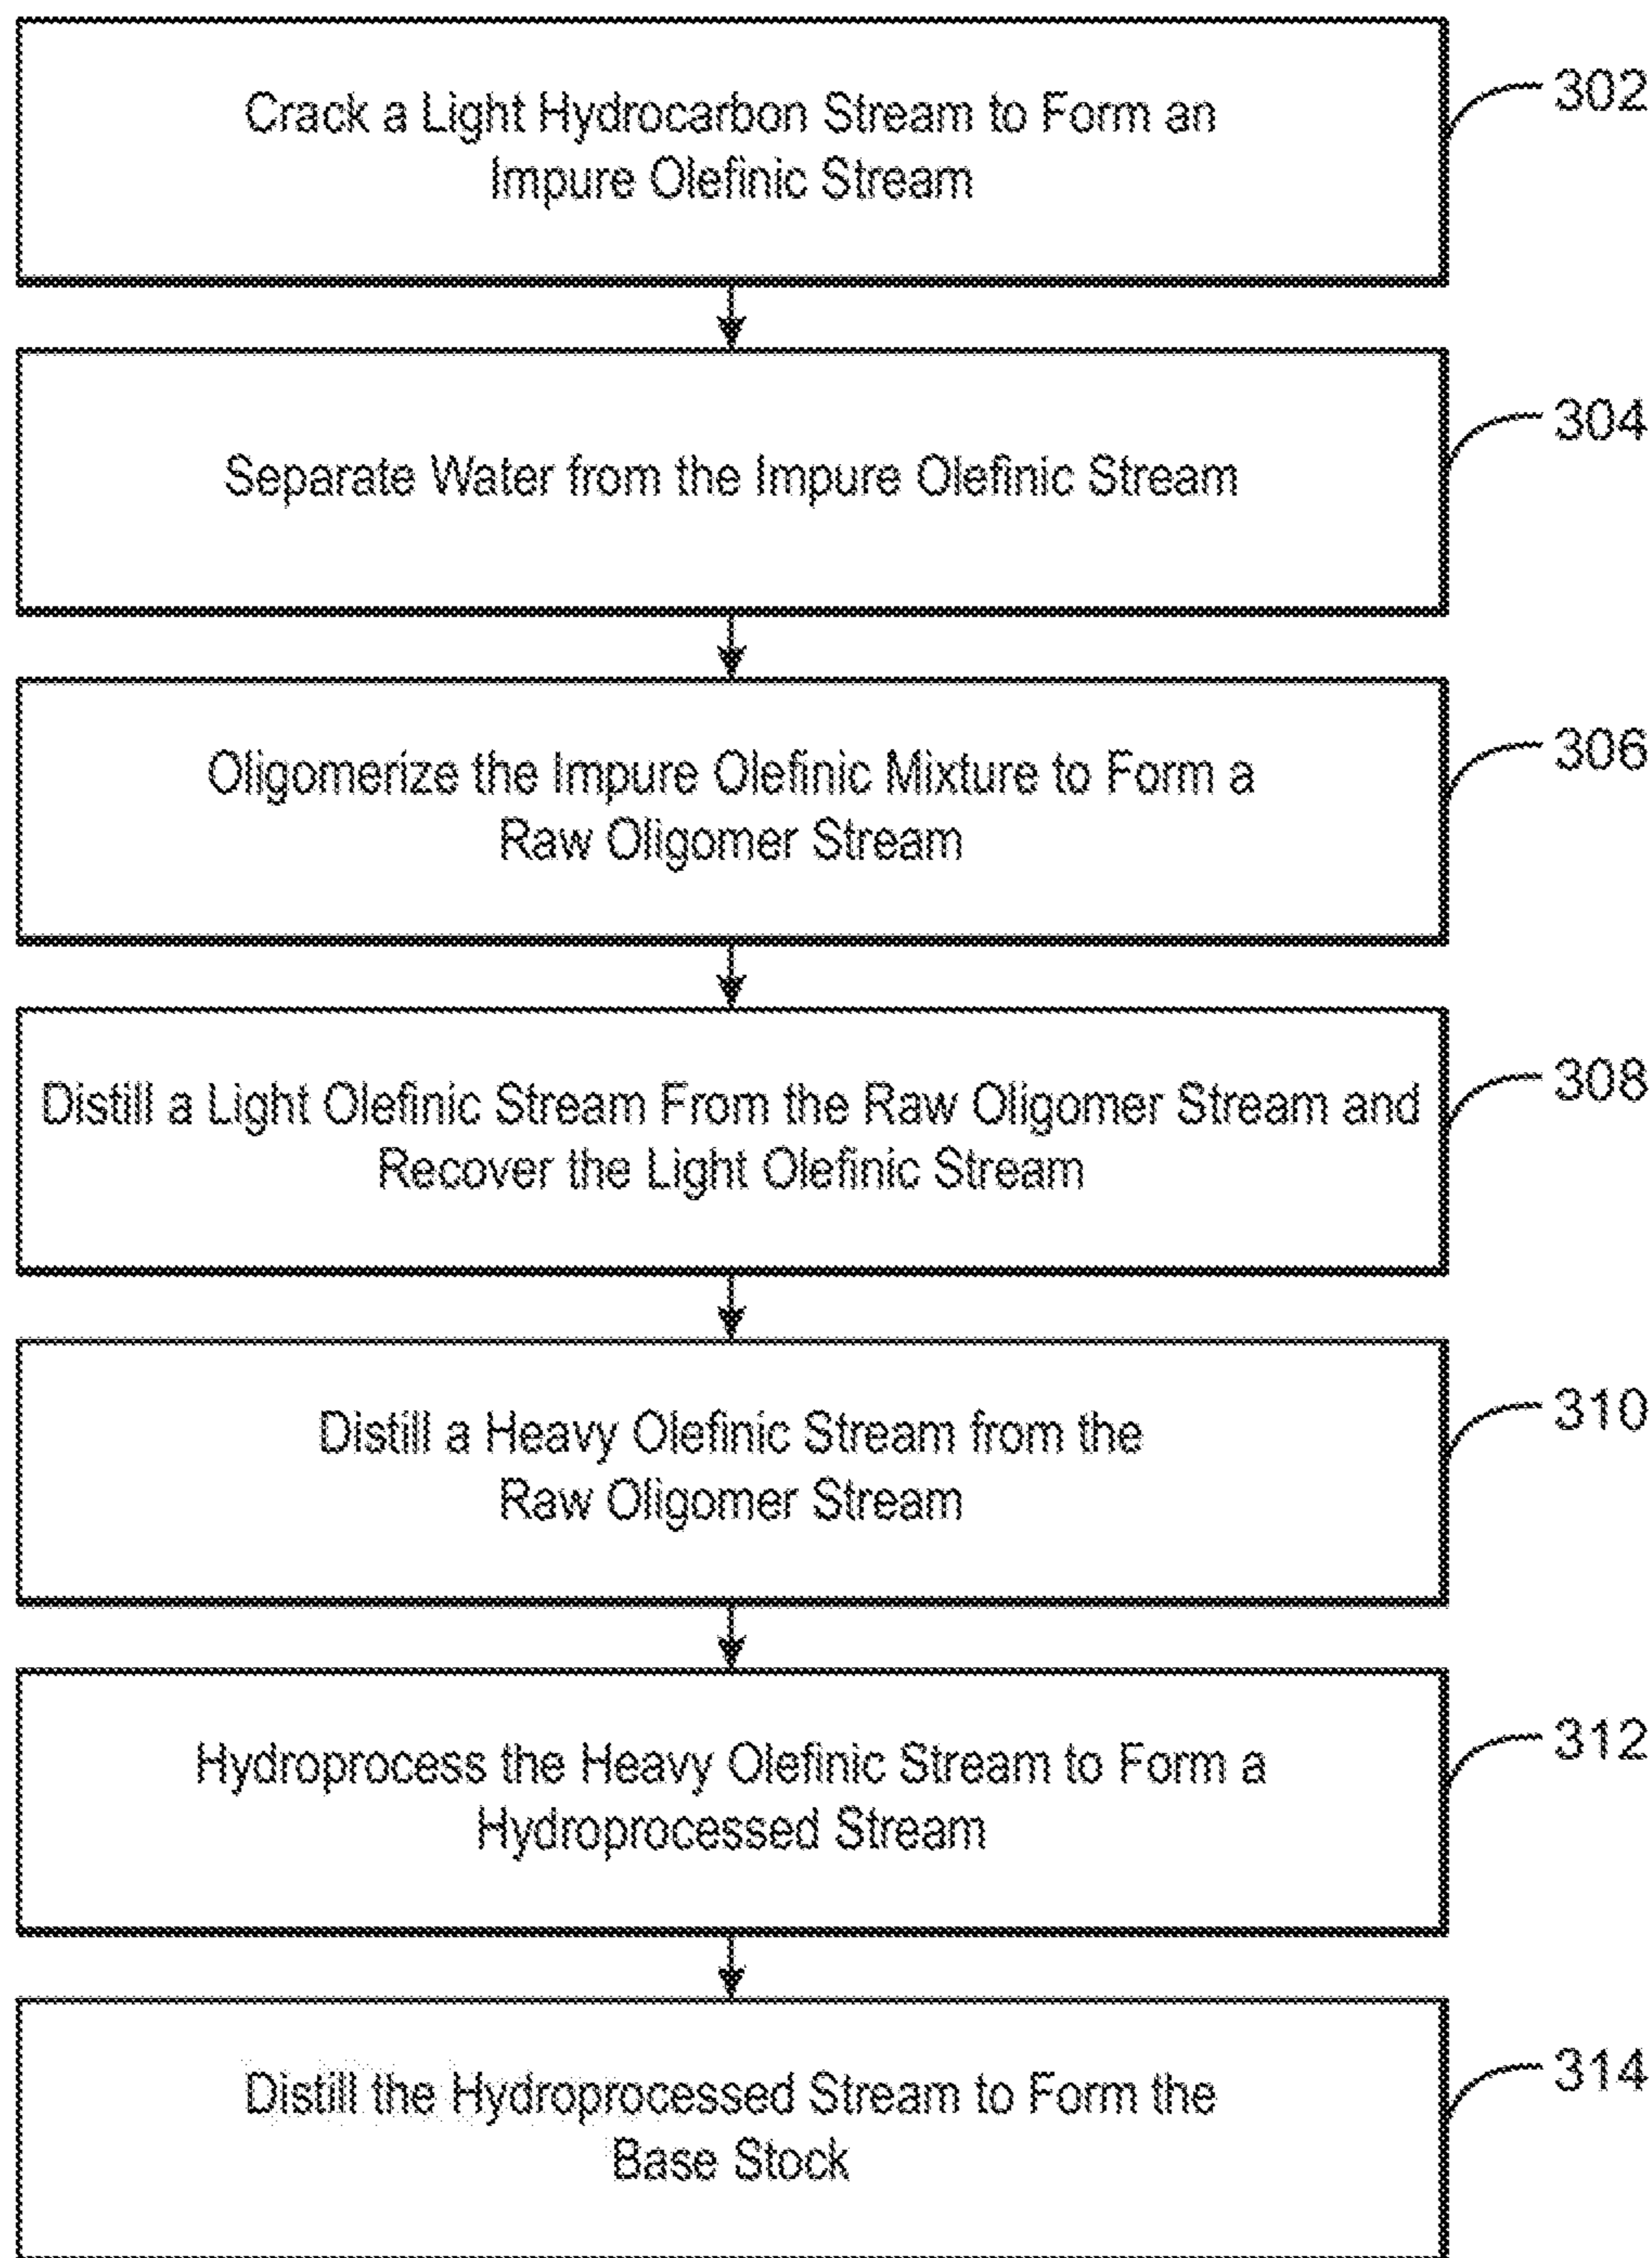 Crack a Light Hydrocarbon Stream to Form an
Impure Olefinic Stream
302
Separate Water from the Impure Olefinic Stream
304
Oligomerize the Impure Olefinic Mixture to Form a
Raw Oligomer Stream
306
Distill a Light Olefinic Stream From the Raw Oligomer Stream and
Recover the Light Olefinic Stream
308
Distill a Heavy Olefinic Stream from the
Raw Oligomer Stream
310
Hydroprocess the Heavy Olefinic Stream to Form a
Hydroprocessed Stream
312
Distill the Hydroprocessed Stream to Form the
Base Stock
314